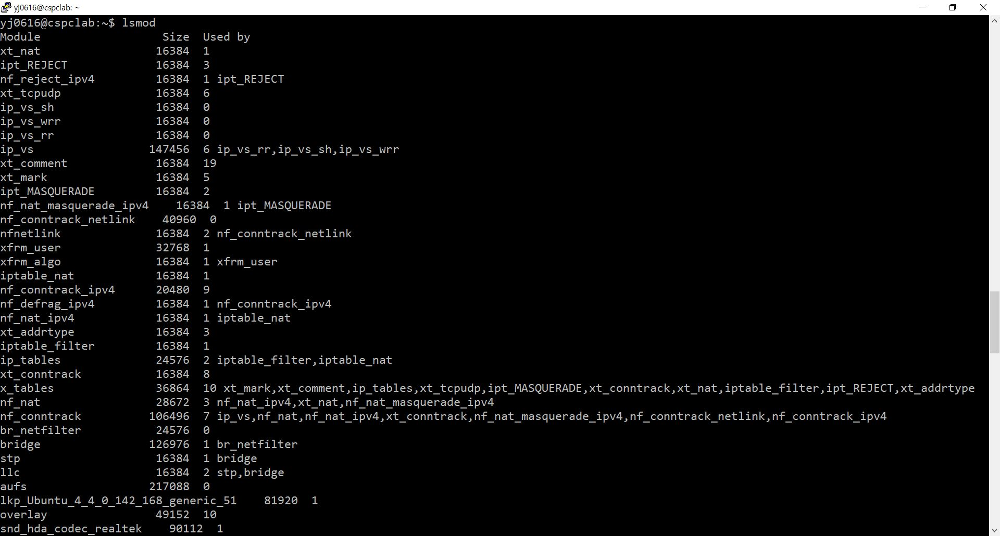 yj0616@cspclab: ~
yj0616@cspclab:~$ lsmod
Module                  Size  Used by
xt_nat                 16384  1
ipt_REJECT             16384  3
nf_reject_ipv4         16384  1 ipt_REJECT
xt_tcpudp              16384  6
ip_vs_sh               16384  0
ip_vs_wrr              16384  0
ip_vs_rr               16384  0
ip_vs                 147456  6 ip_vs_rr,ip_vs_sh,ip_vs_wrr
xt_comment             16384  19
xt_mark                16384  5
ipt_MASQUERADE         16384  2
nf_nat_masquerade_ipv4    16384  1 ipt_MASQUERADE
nf_conntrack_netlink    40960  0
nfnetlink              16384  2 nf_conntrack_netlink
xfrm_user              32768  1
xfrm_algo              16384  1 xfrm_user
iptable_nat            16384  1
nf_conntrack_ipv4      20480  9
nf_defrag_ipv4         16384  1 nf_conntrack_ipv4
nf_nat_ipv4            16384  1 iptable_nat
xt_addrtype            16384  3
iptable_filter         16384  1
ip_tables              24576  2 iptable_filter,iptable_nat
xt_conntrack           16384  8
x_tables               36864  10 xt_mark,xt_comment,ip_tables,xt_tcpudp,ipt_MASQUERADE,xt_conntrack,xt_nat,iptable_filter,ipt_REJECT,xt_addrtype
nf_nat                 28672  3 nf_nat_ipv4,xt_nat,nf_nat_masquerade_ipv4
nf_conntrack          106496  7 ip_vs,nf_nat,nf_nat_ipv4,xt_conntrack,nf_nat_masquerade_ipv4,nf_conntrack_netlink,nf_conntrack_ipv4
br_netfilter           24576  0
bridge                126976  1 br_netfilter
stp                    16384  1 bridge
llc                    16384  2 stp,bridge
aufs                  217088  0
lkp_Ubuntu_4_4_0_142_168_generic_51    81920  1
overlay                49152  10
snd_hda_codec_realtek    90112  1